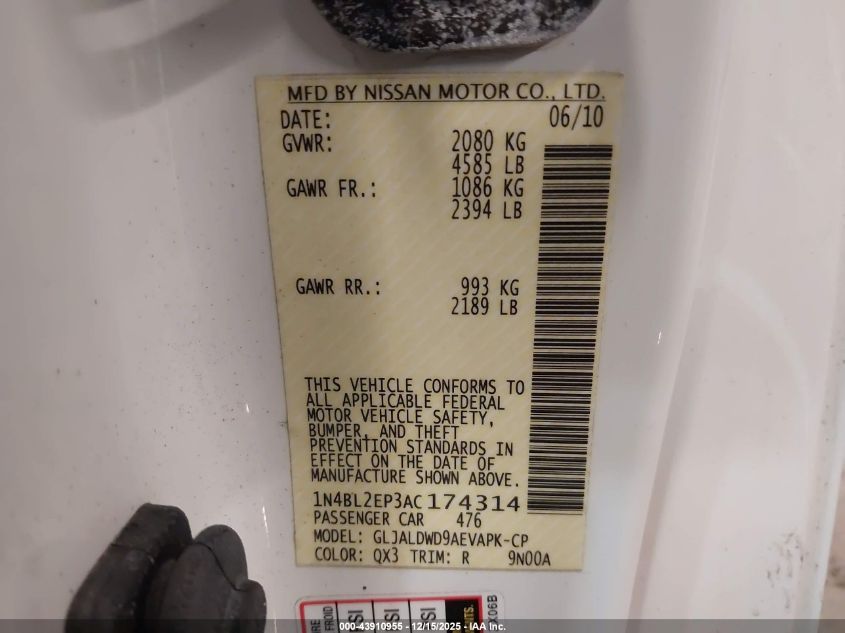 MFD BY NISSAN MOTOR CO., LTD.
DATE: 06/10
GVWR: 2080 KG
4585 LB
GAWR FR.: 1086 KG
2394 LB
GAWR RR.: 993 KG
2189 LB
THIS VEHICLE CONFORMS TO
ALL APPLICABLE FEDERAL
MOTOR VEHICLE SAFETY,
BUMPER, AND THEFT
PREVENTION STANDARDS IN
EFFECT ON THE DATE OF
MANUFACTURE SHOWN ABOVE.
1N4BL2EP3AC174314
PASSENGER CAR 476
MODEL: GLJALDWD9AEVAPK-CP
COLOR: QX3 TRIM: R 9N00A
000-43910955 - 12/15/2025 - IAA Inc.